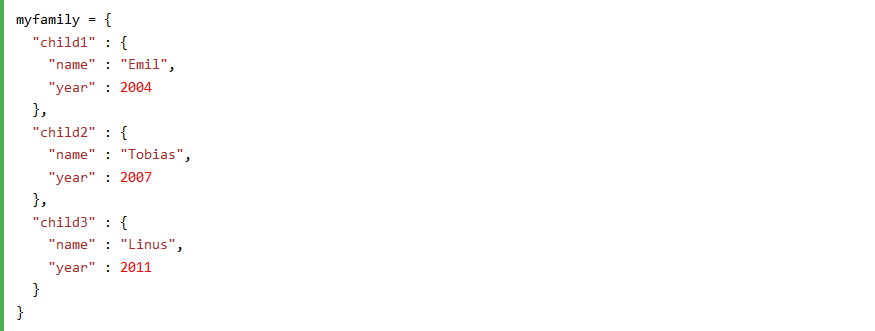 myfamily = {
  "child1" : {
    "name" : "Emil",
    "year" : 2004
  },
  "child2" : {
    "name" : "Tobias",
    "year" : 2007
  },
  "child3" : {
    "name" : "Linus",
    "year" : 2011
  }
}